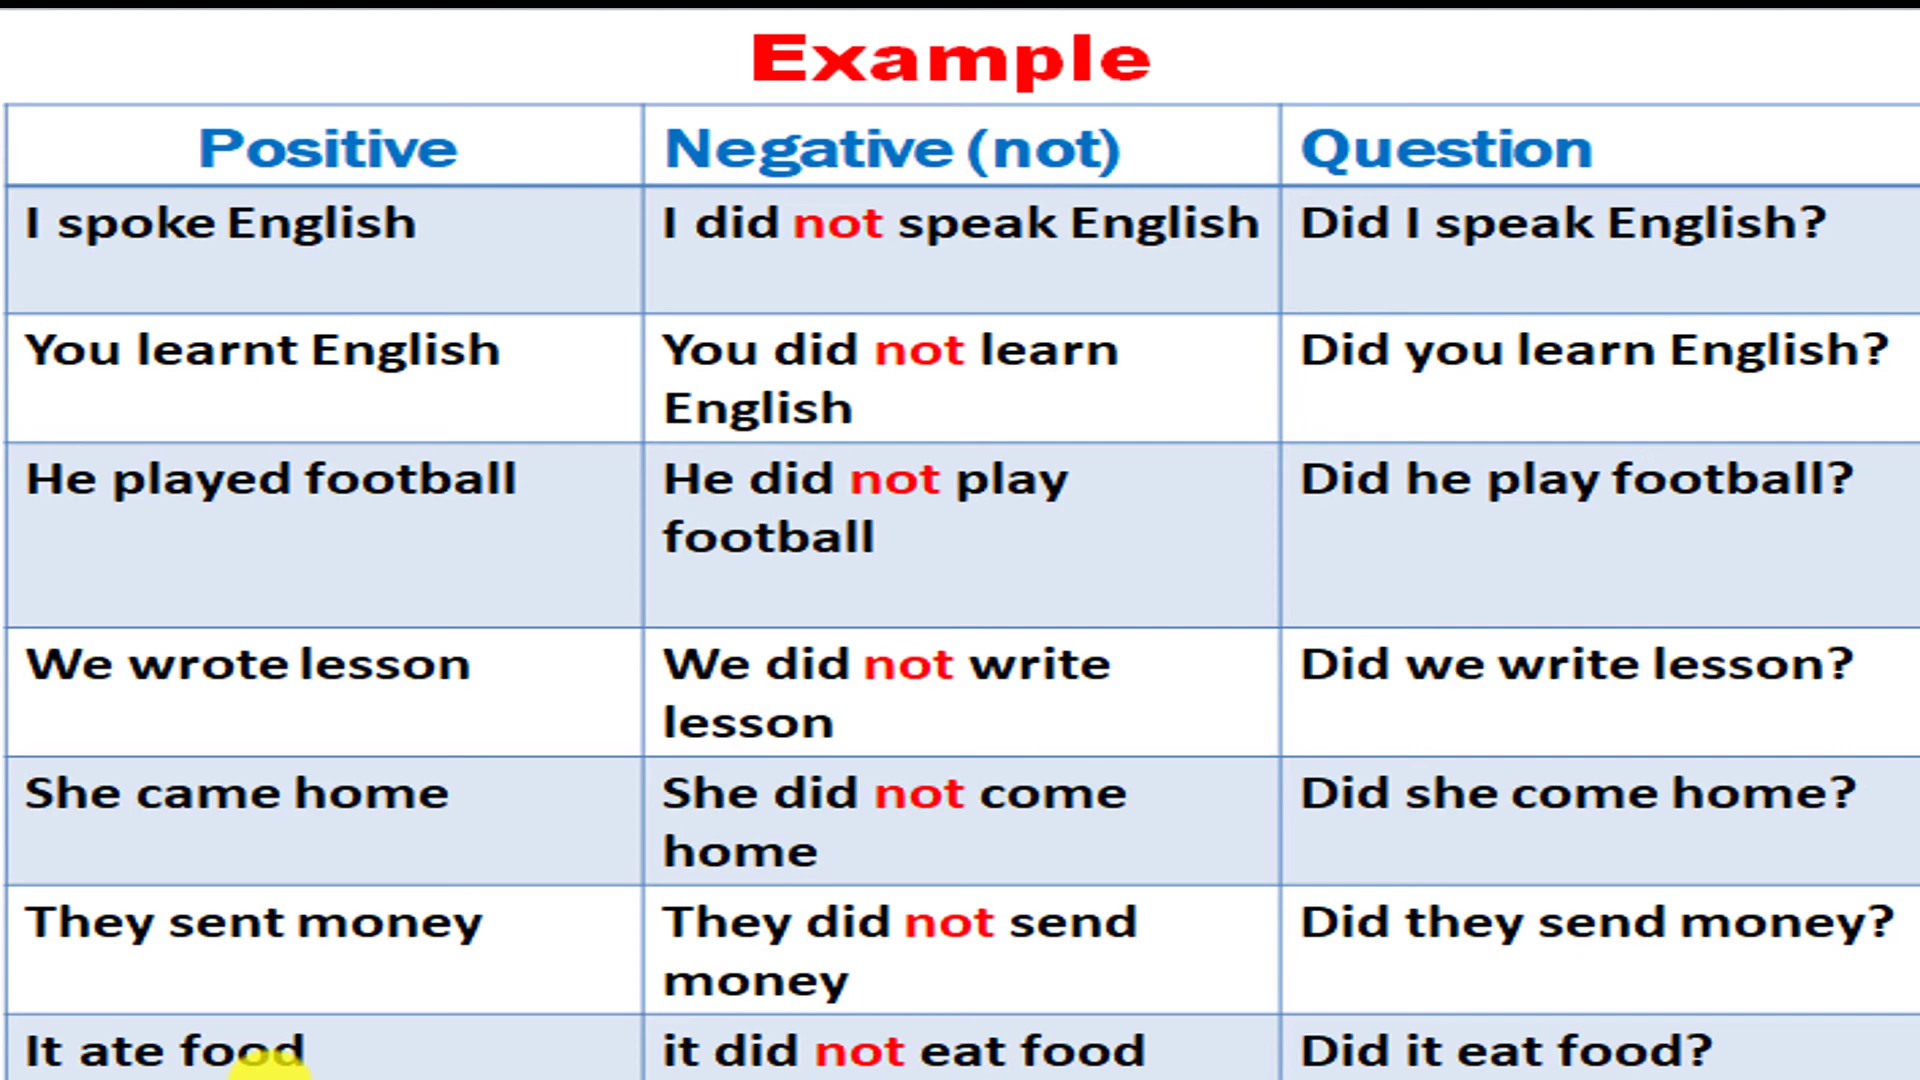 Example
Positive Negative (not) Question
I spoke English I did not speak English Did I speak English?
You learnt English You did not learn Did you learn English?
English
He played football He did not play Did he play football?
football
We wrote lesson We did not write Did we write lesson?
lesson
She came home She did not come Did she come home?
home
They sent money They did not send Did they send money?
money
It ate food it did not eat food Did it eat food?